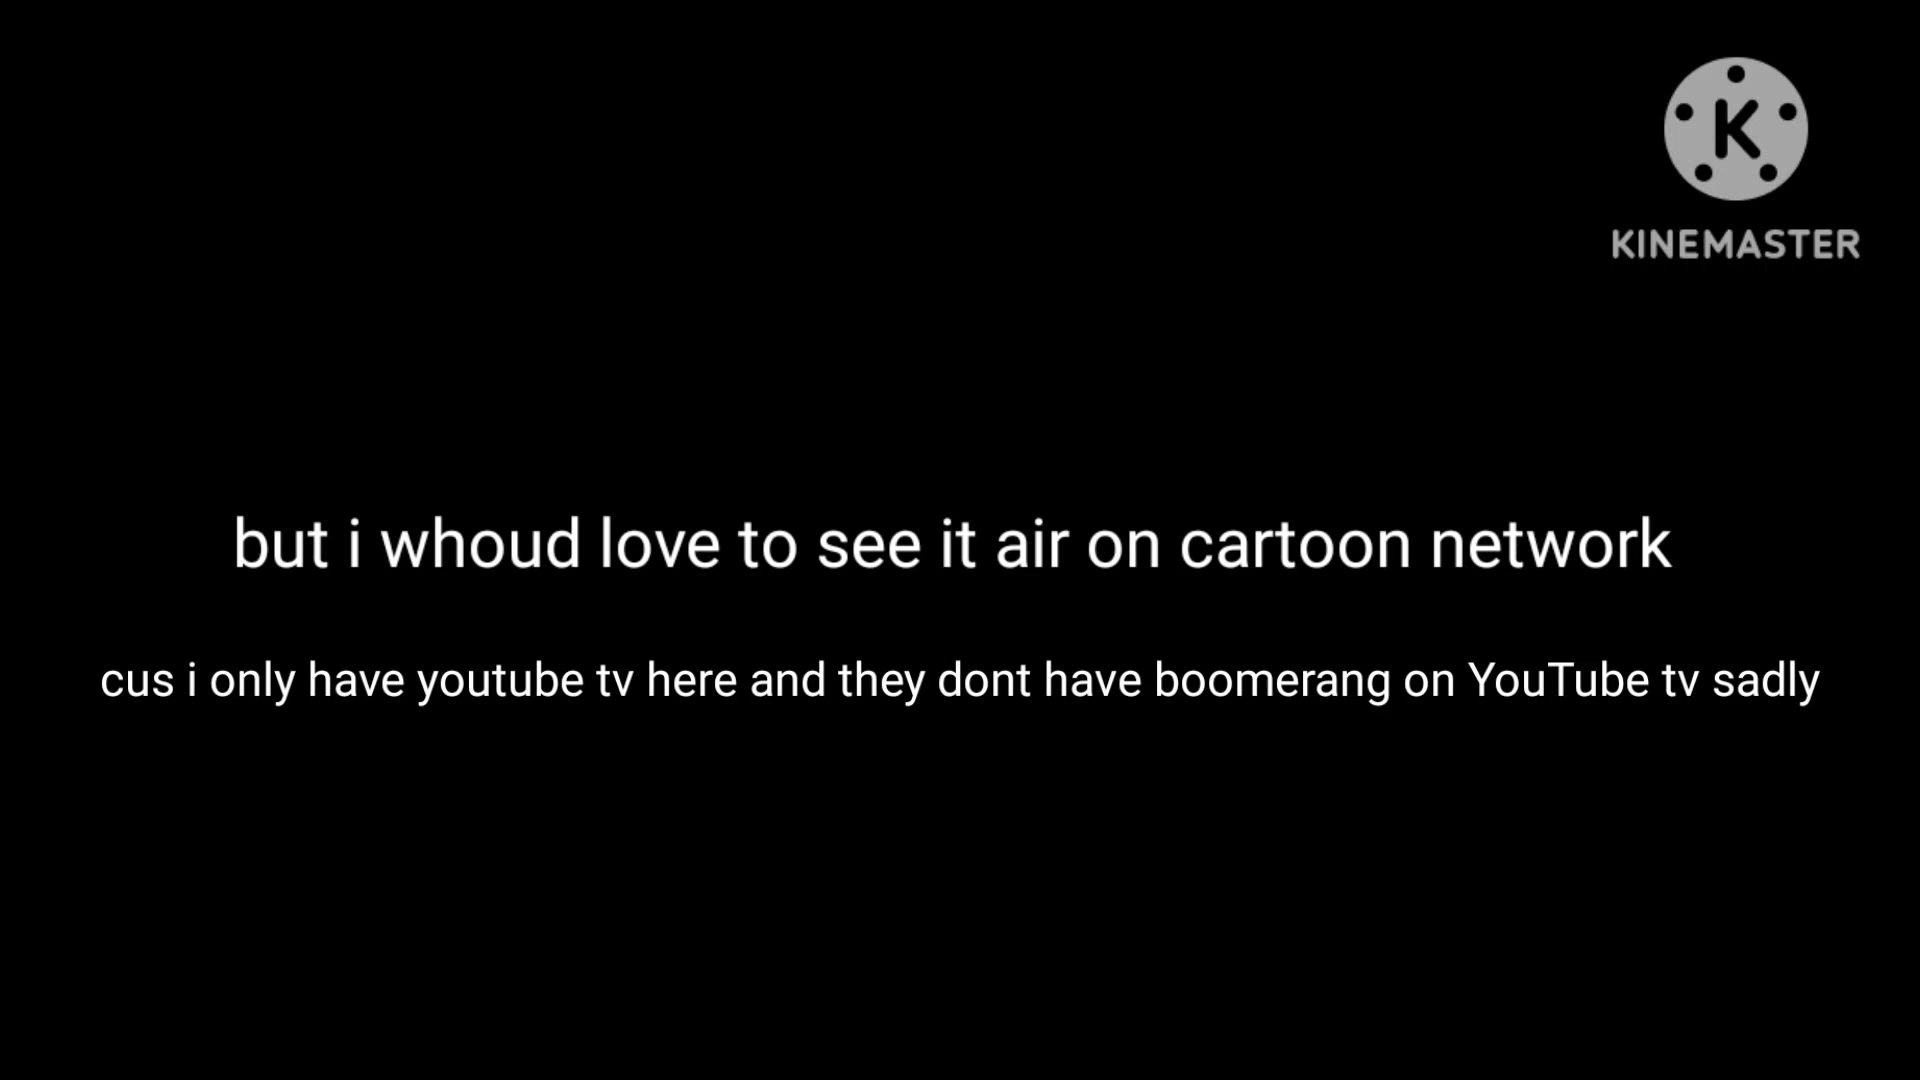 K
KINEMASTER
but i whoud love to see it air on cartoon network
cus i only have youtube tv here and they dont have boomerang on YouTube tv sadly